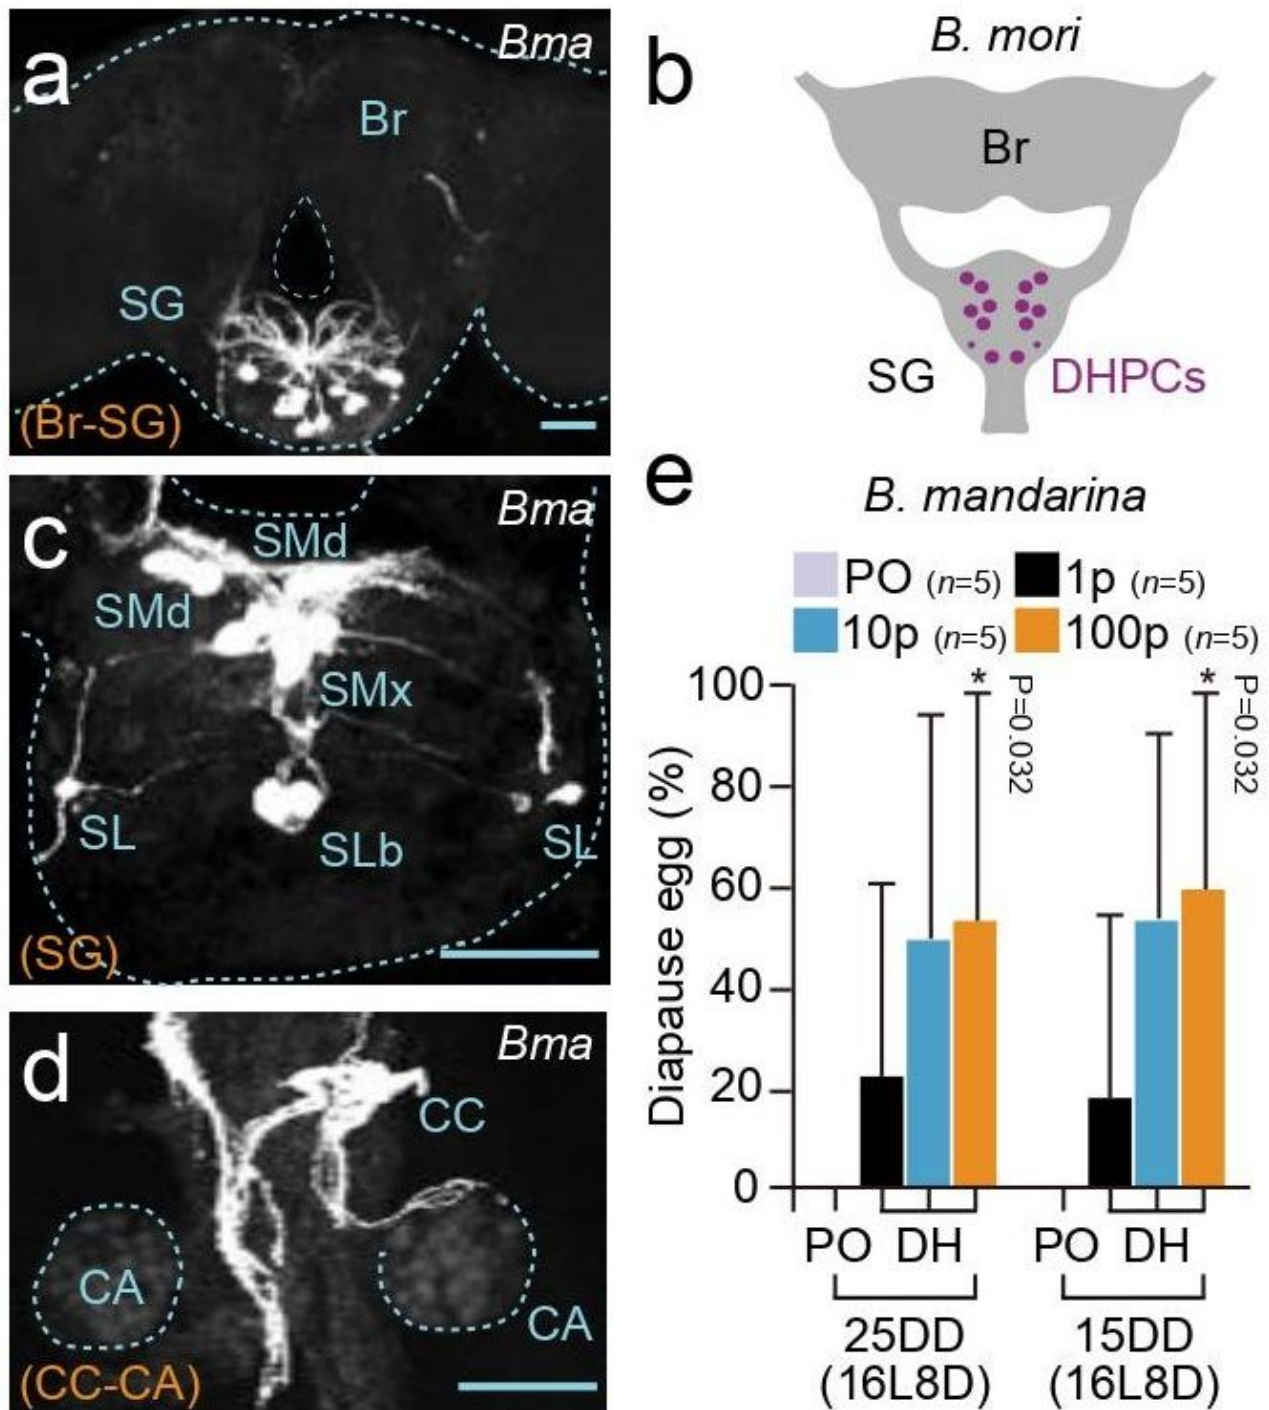 a
Bma
Br
SG
(Br-SG)
b
B. mori
Br
SG
DHPCs
c
Bma
SMd
SMd
SMx
SL
SLb
SL
(SG)
d
Bma
CC
CA
CA
(CC-CA)
e
B. mandarina
PO (n=5) 1p (n=5)
10p (n=5) 100p (n=5)
Diapause egg (%)
100
80
60
40
20
0
* P=0.032
* P=0.032
PO DH PO DH
25DD 15DD
(16L8D) (16L8D)